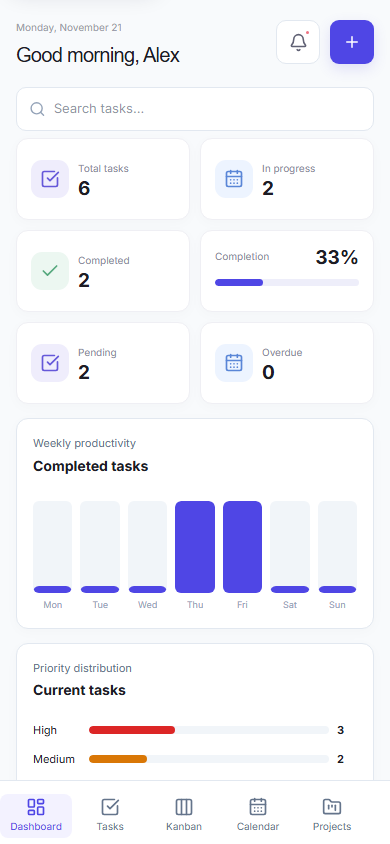 Monday, November 21
Good morning, Alex
Search tasks...
Total tasks
6
In progress
2
Completed
2
Completion
33%
Pending
2
Overdue
0
Weekly productivity
Completed tasks
Mon Tue Wed Thu Fri Sat Sun
Priority distribution
Current tasks
High 3
Medium 2
Dashboard Tasks Kanban Calendar Projects